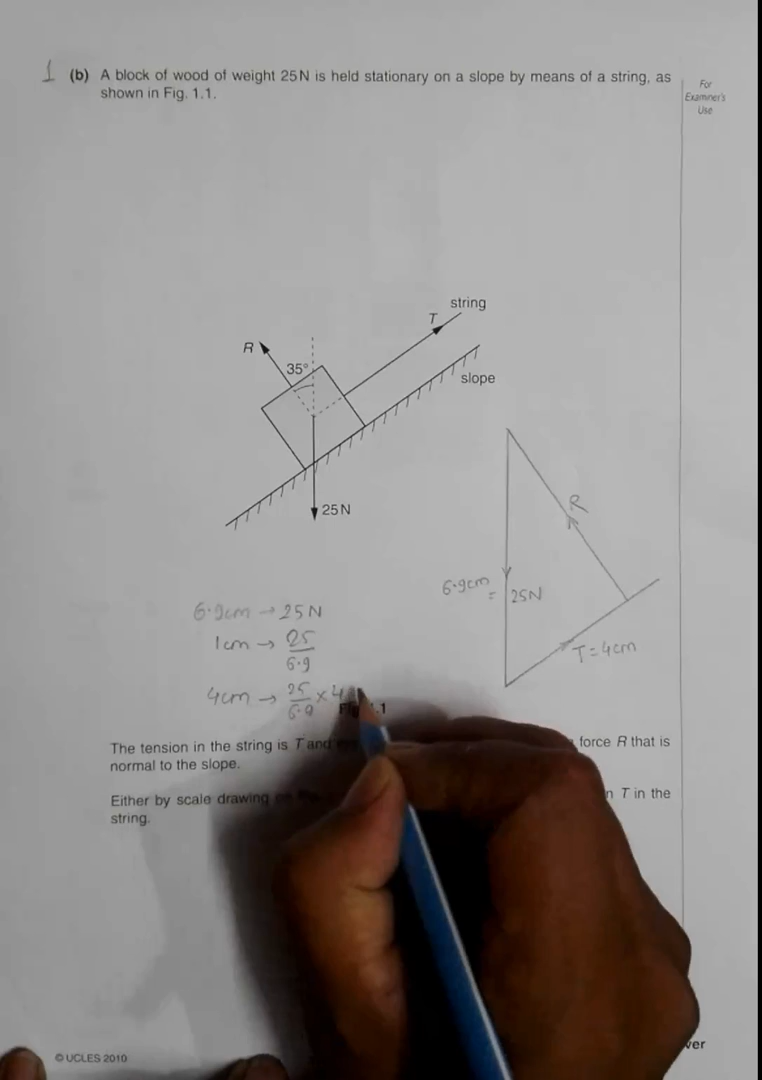 1 (b) A block of wood of weight 25N is held stationary on a slope by means of a string, as
shown in Fig. 1.1.
For
Examiner's
Use
string
T
R
35°
slope
25N
R
6.9cm
= 25N
T=4cm
6.9cm → 25N
1cm → 25
6.9
4cm → 25 × 4
6.9
.1
The tension in the string is T and force R that is
normal to the slope.
Either by scale drawing T in the
string.
© UCLES 2010